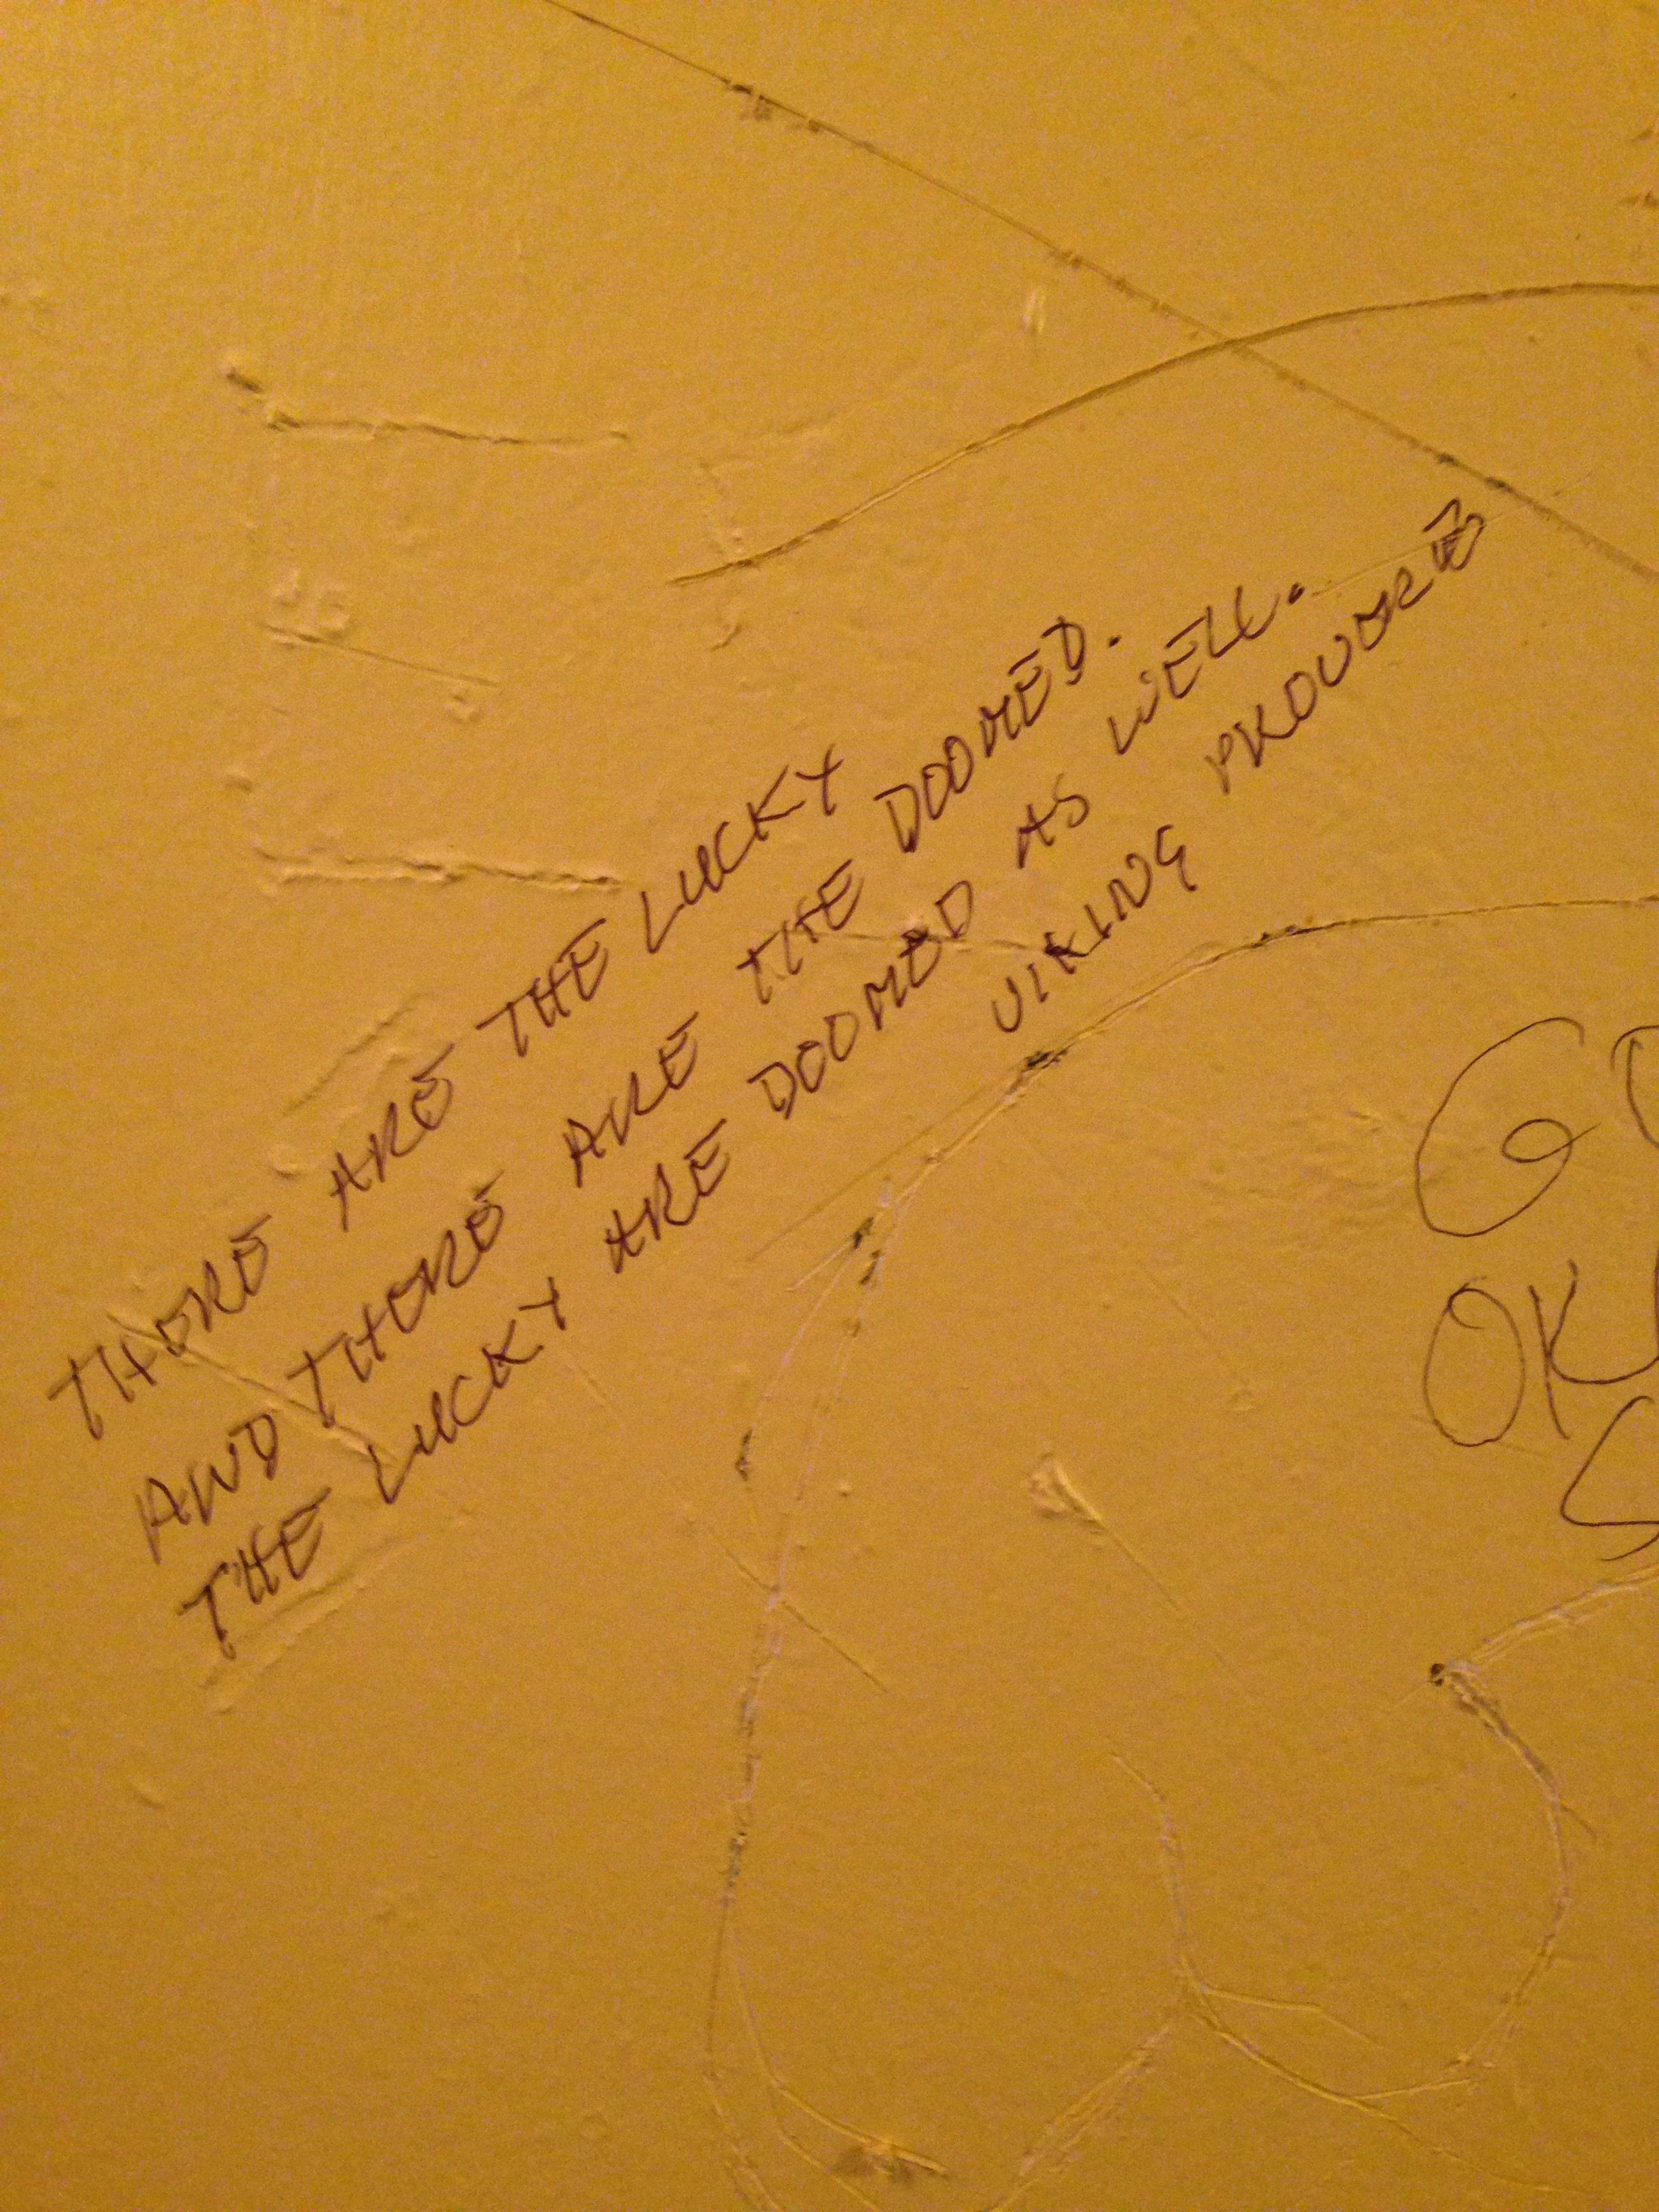 THERE ARE THE LUCKY
AND THERE ARE THE DOOMED.
THE LUCKY ARE DOOMED AS WELL.
VIKING PROVERB
OK